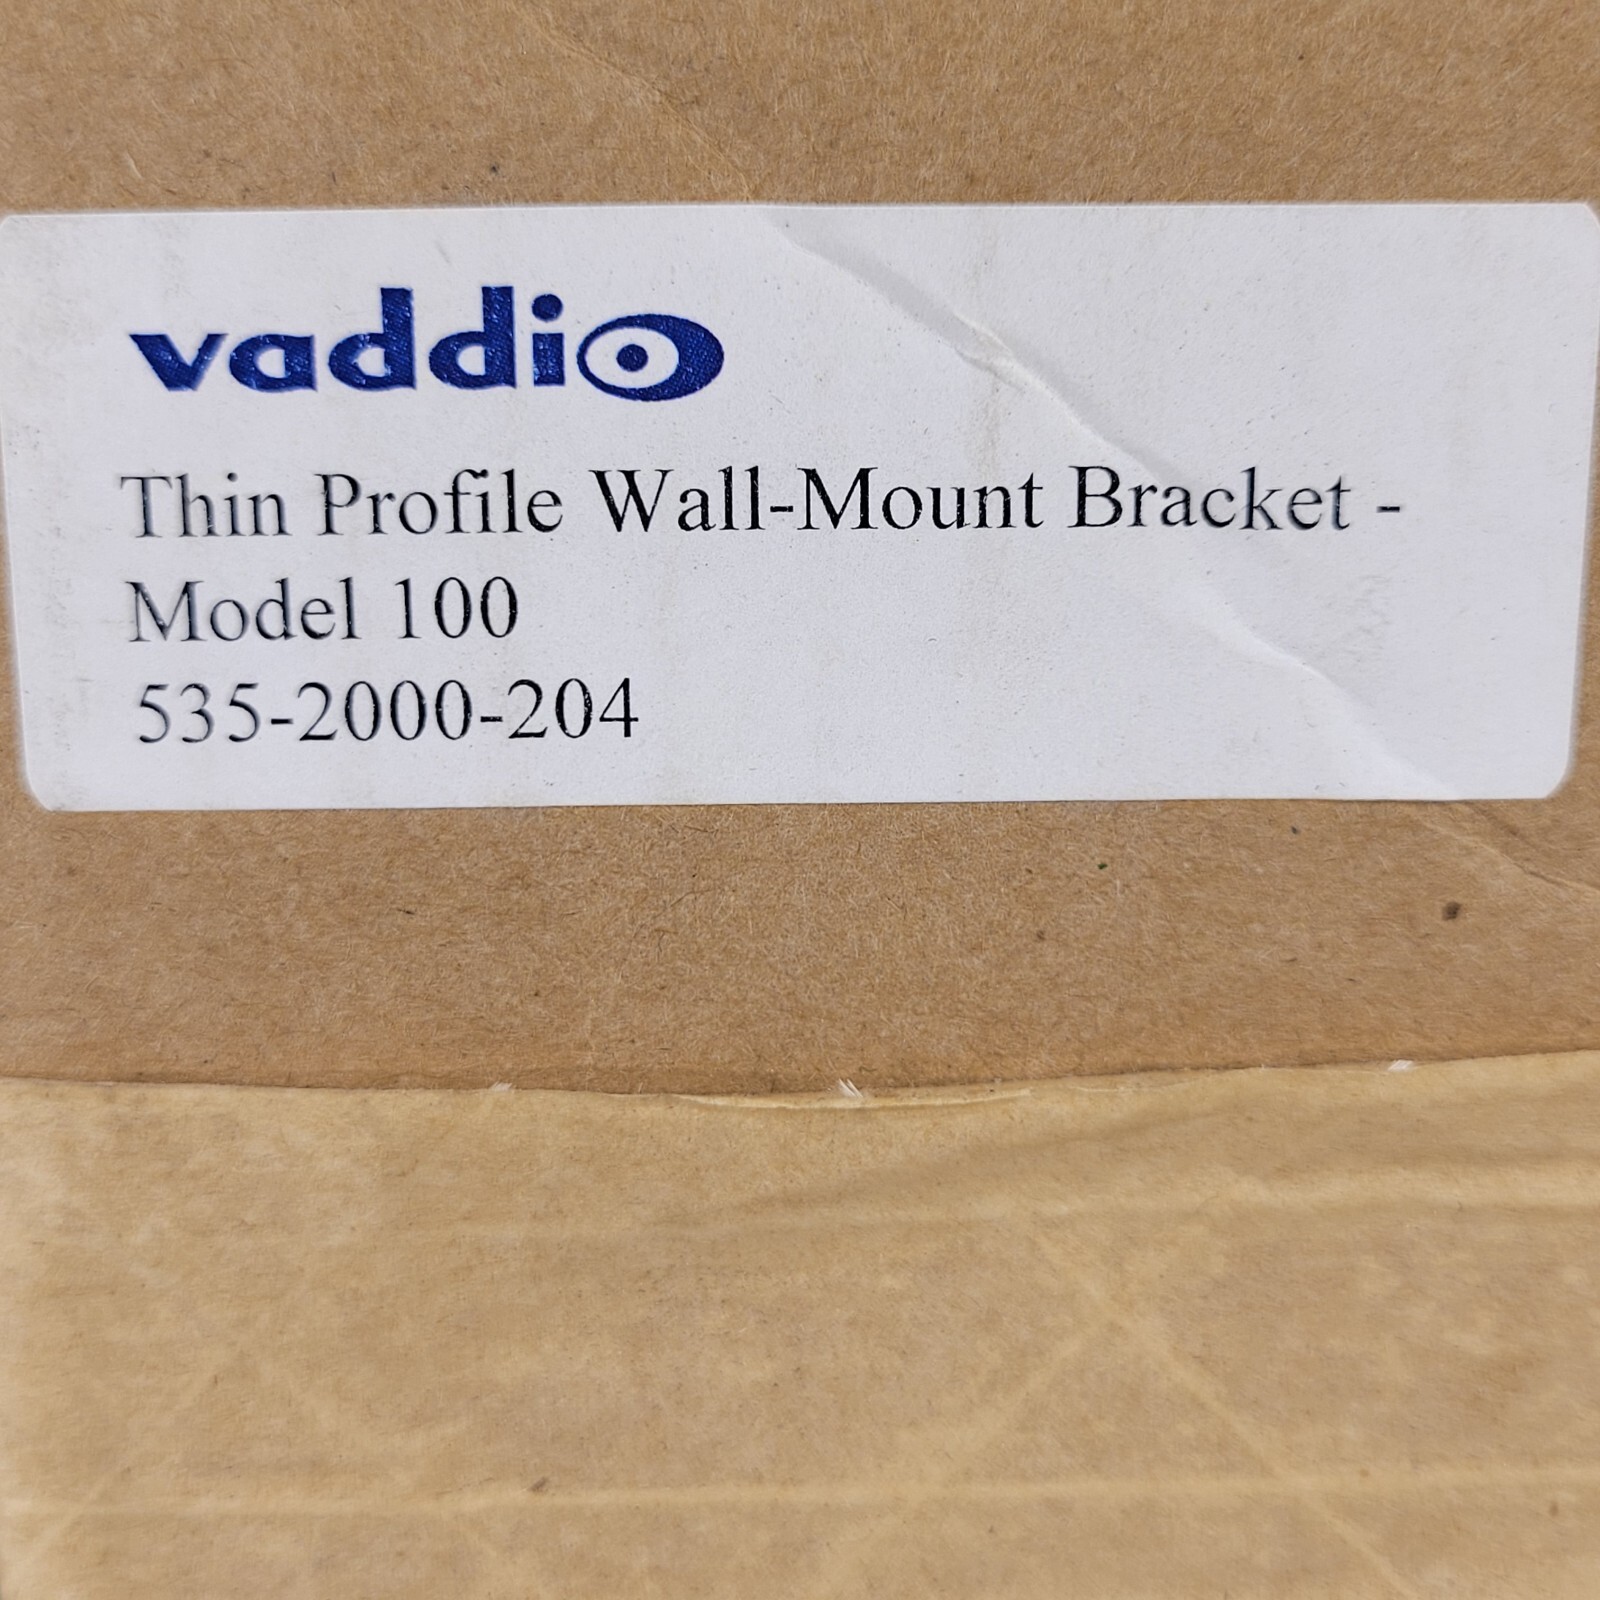 vaddio
Thin Profile Wall-Mount Bracket -
Model 100
535-2000-204